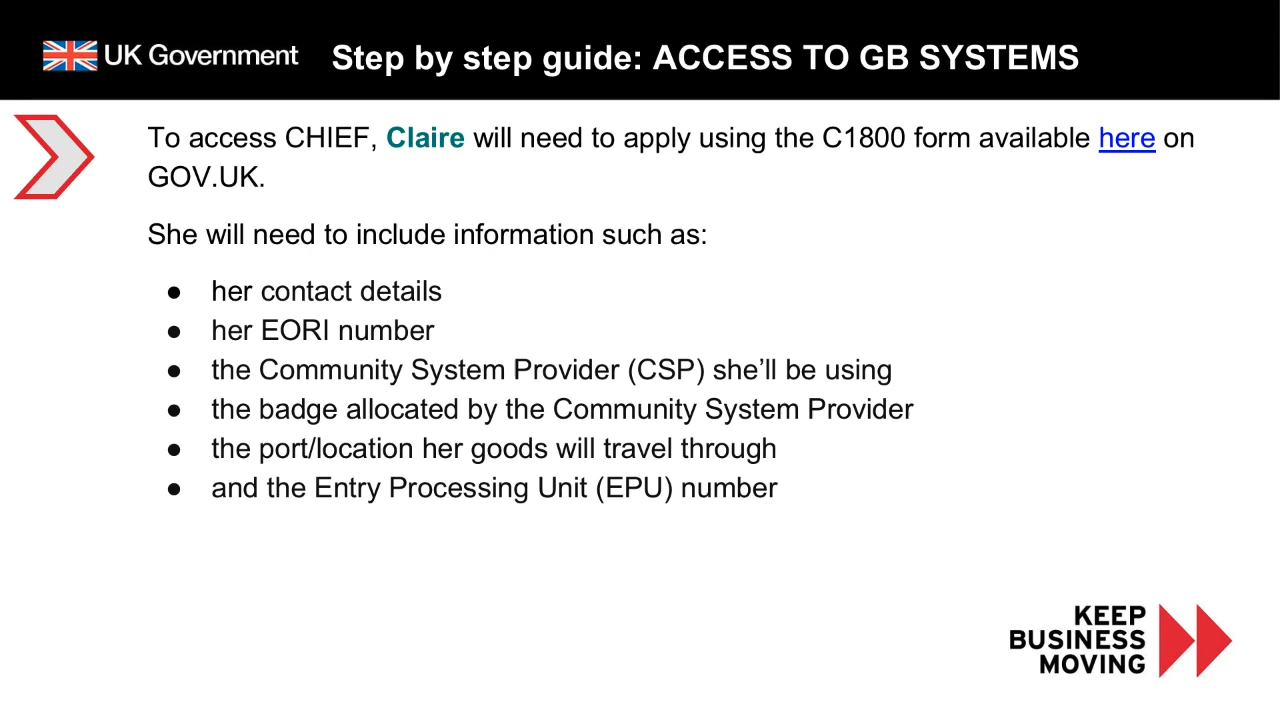 UK Government
Step by step guide: ACCESS TO GB SYSTEMS
To access CHIEF, Claire will need to apply using the C1800 form available here on
GOV.UK.
She will need to include information such as:
● her contact details
● her EORI number
● the Community System Provider (CSP) she’ll be using
● the badge allocated by the Community System Provider
● the port/location her goods will travel through
● and the Entry Processing Unit (EPU) number
KEEP
BUSINESS
MOVING